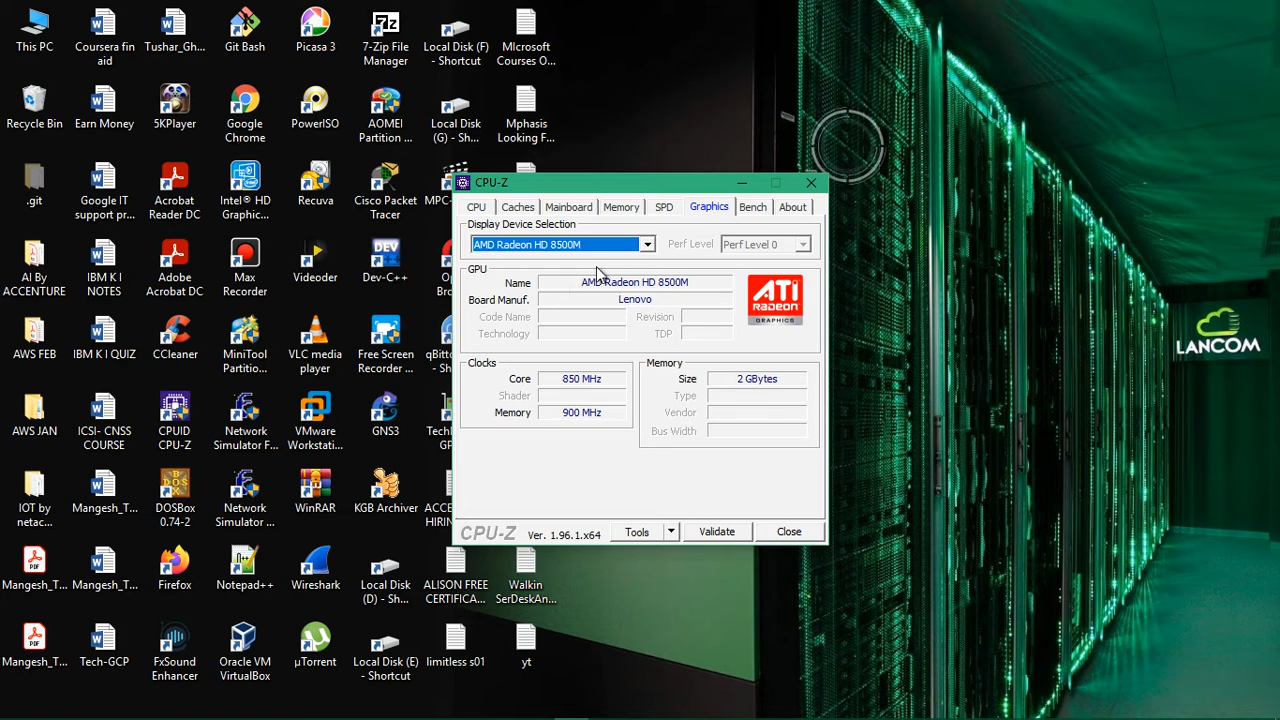 This PC
Coursera fin
aid
Tushar_Gh...
Git Bash
Picasa 3
7-Zip File
Manager
Local Disk (F)
- Shortcut
MIcrosoft
Courses O...
Recycle Bin
Earn Money
5KPlayer
Google
Chrome
PowerISO
AOMEI
Partition ...
Local Disk
(G) - Sh...
Mphasis
Looking F...
.git
Google IT
support pr...
Acrobat
Reader DC
Intel® HD
Graphic...
Recuva
Cisco Packet
Tracer
AI By
ACCENTURE
IBM K I
NOTES
Adobe
Acrobat DC
Max
Recorder
Videoder
DEV
Dev-C++
AWS FEB
IBM K I QUIZ
CCleaner
MiniTool
Partitio...
VLC media
player
Free Screen
Recorder ...
AWS JAN
ICSI- CNSS
COURSE
CPUID
CPU-Z
Network
Simulator F...
VMware
Workstati...
GNS3
IOT by
netac...
Mangesh_T...
DOS
BOX
DOSBox
0.74-2
Network
Simulator ...
WinRAR
KGB Archiver
Mangesh_T...
Mangesh_T...
Firefox
Notepad++
Wireshark
Local Disk
(D) - Sh...
ALISON FREE
CERTIFICA...
Walkin
SerDeskAn...
Mangesh_T...
Tech-GCP
FxSound
Enhancer
Oracle VM
VirtualBox
µTorrent
Local Disk (E)
- Shortcut
limitless s01
yt
CPU-Z
CPU
Caches
Mainboard
Memory
SPD
Graphics
Bench
About
Display Device Selection
AMD Radeon HD 8500M
Perf Level
Perf Level 0
GPU
Name
AMD Radeon HD 8500M
Board Manuf.
Lenovo
Code Name
Revision
Technology
TDP
ATI
RADEON
GRAPHICS
Clocks
Core
850 MHz
Shader
Memory
900 MHz
Memory
Size
2 GBytes
Type
Vendor
Bus Width
CPU-Z
Ver. 1.96.1.x64
Tools
Validate
Close
LANCOM